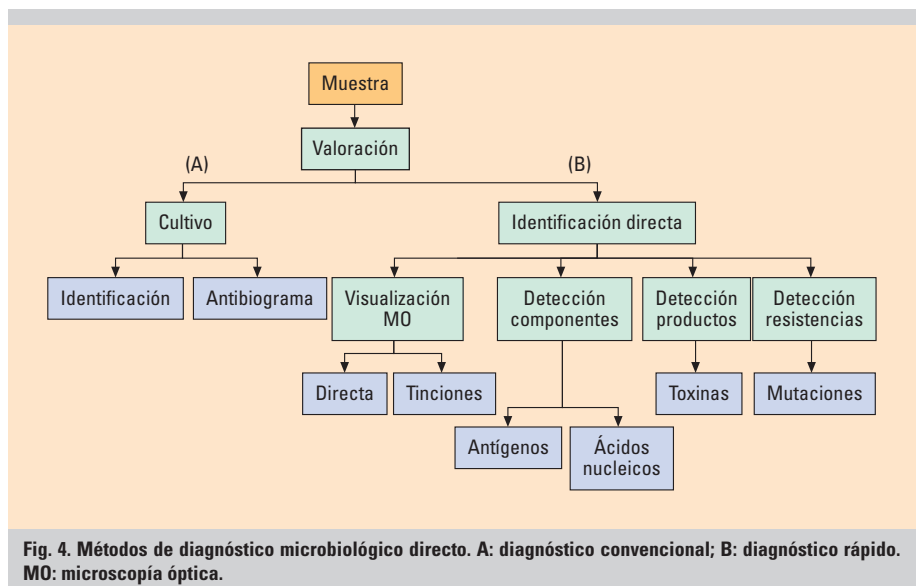 Muestra
Valoración
(A)
(B)
Cultivo
Identificación directa
Identificación
Antibiograma
Visualización
MO
Detección
componentes
Detección
productos
Detección
resistencias
Directa
Tinciones
Toxinas
Mutaciones
Antígenos
Ácidos
nucleicos
Fig. 4. Métodos de diagnóstico microbiológico directo. A: diagnóstico convencional; B: diagnóstico rápido.
MO: microscopía óptica.